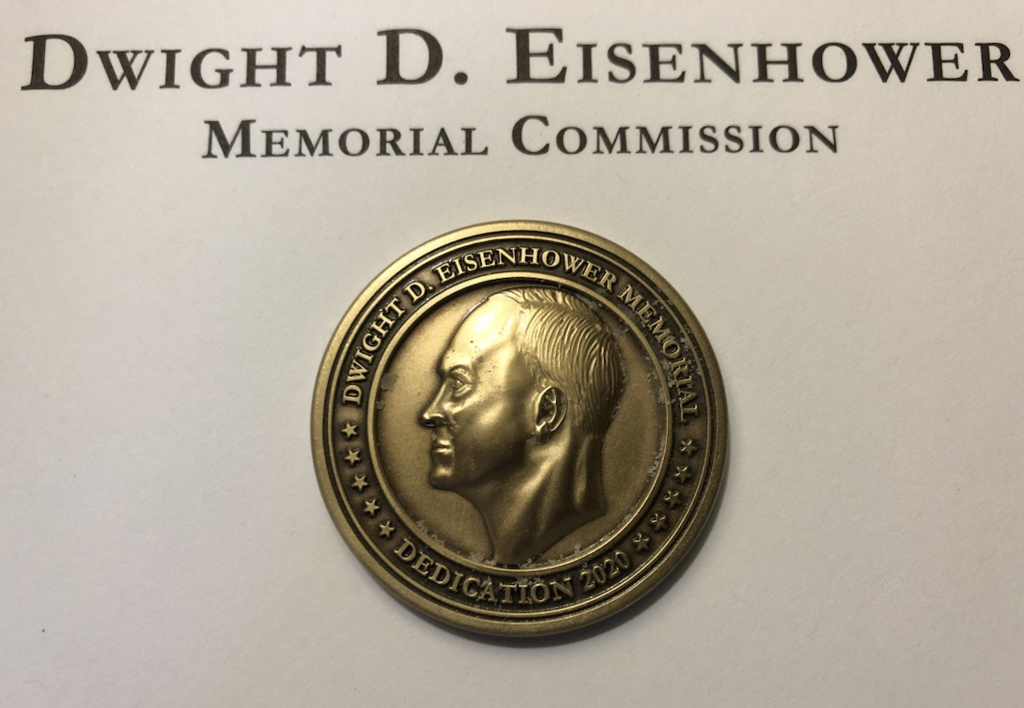 DWIGHT D. EISENHOWER
MEMORIAL COMMISSION
DWIGHT D. EISENHOWER MEMORIAL
DEDICATION 2020